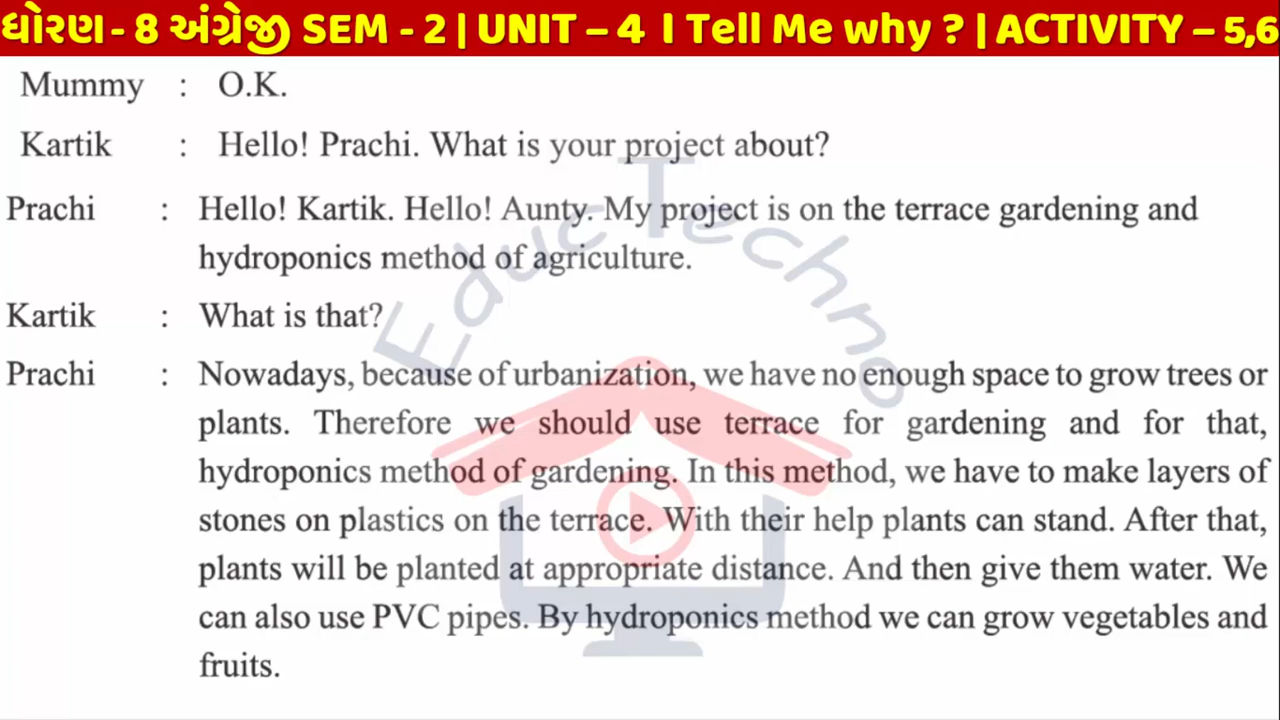 ધોરણ - 8 અંગ્રેજી SEM - 2 | UNIT – 4 I Tell Me why ? | ACTIVITY – 5,6
Mummy : O.K.
Kartik : Hello! Prachi. What is your project about?
Prachi : Hello! Kartik. Hello! Aunty. My project is on the terrace gardening and
hydroponics method of agriculture.
Kartik : What is that?
Prachi : Nowadays, because of urbanization, we have no enough space to grow trees or
plants. Therefore we should use terrace for gardening and for that,
hydroponics method of gardening. In this method, we have to make layers of
stones on plastics on the terrace. With their help plants can stand. After that,
plants will be planted at appropriate distance. And then give them water. We
can also use PVC pipes. By hydroponics method we can grow vegetables and
fruits.
EducTechno